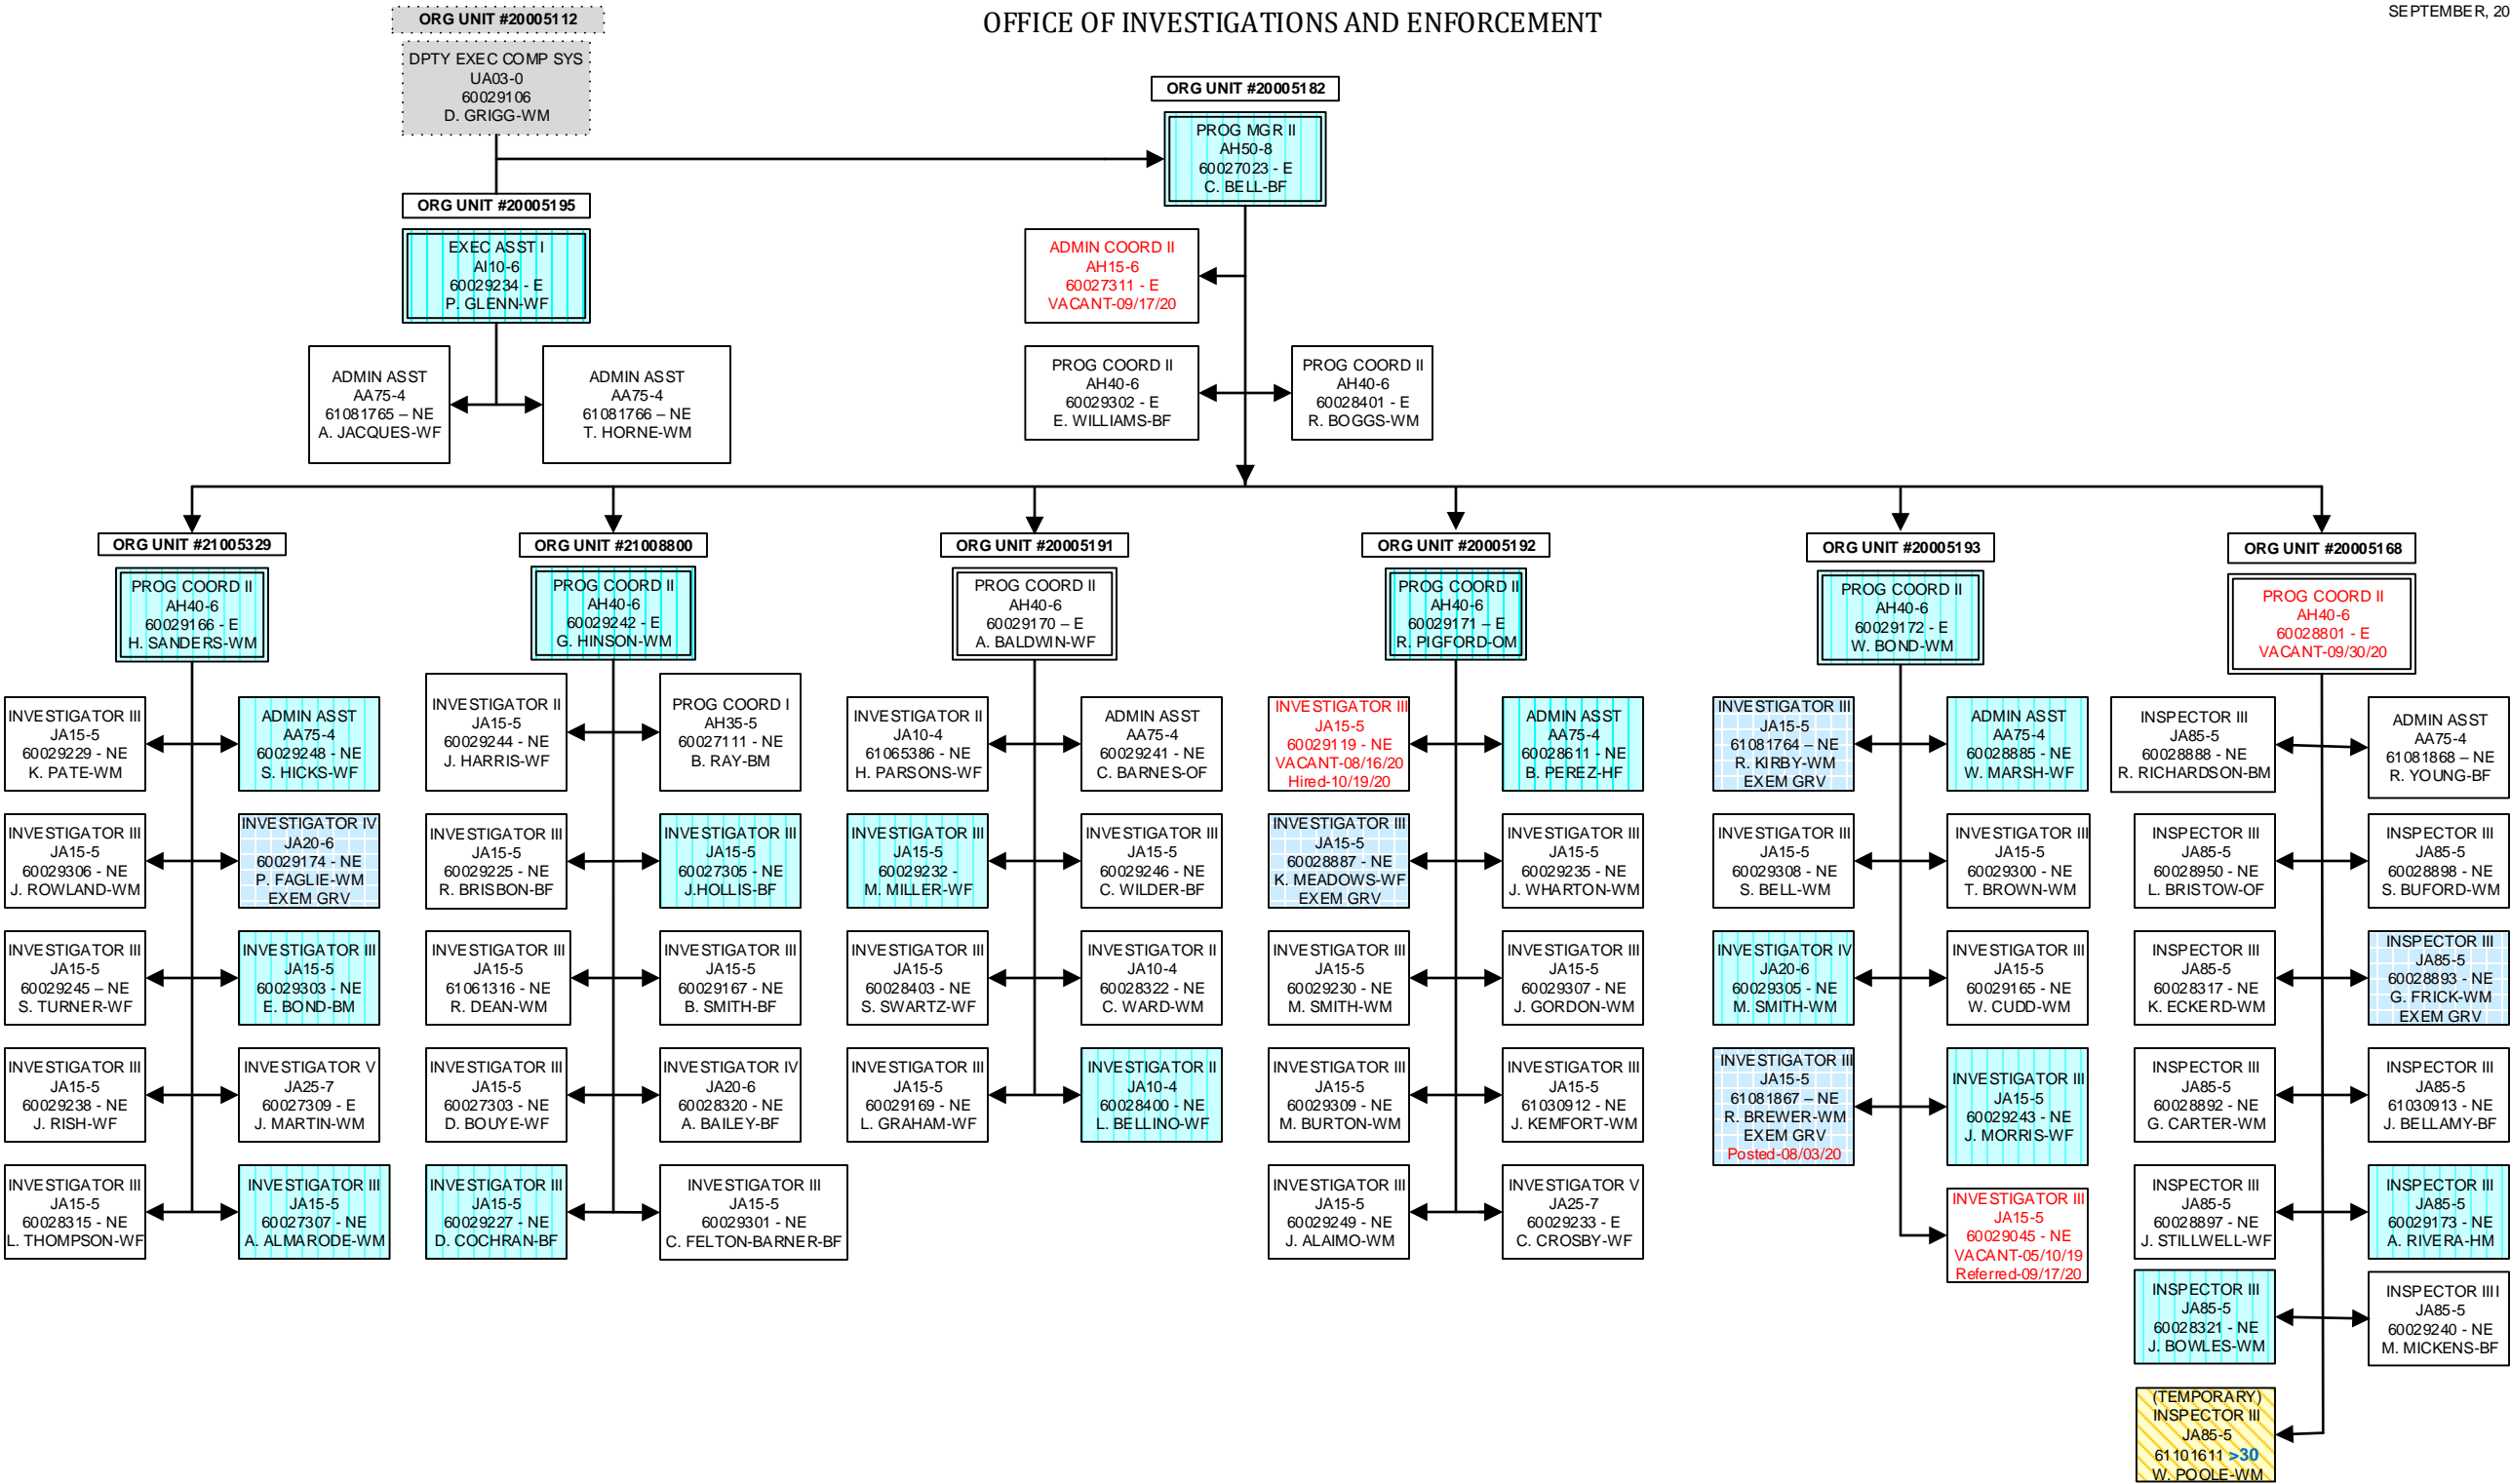 OFFICE OF INVESTIGATIONS AND ENFORCEMENT
SEPTEMBER, 20
ORG UNIT #20005112
DPTY EXEC COMP SYS
UA03-0
60029106
D. GRIGG-WM
ORG UNIT #20005182
PROG MGR II
AH50-8
60027023 - E
C. BELL-BF
ORG UNIT #20005195
EXEC ASST I
AI10-6
60029234 - E
P. GLENN-WF
ADMIN COORD II
AH15-6
60027311 - E
VACANT-09/17/20
ADMIN ASST
AA75-4
61081765 – NE
A. JACQUES-WF
ADMIN ASST
AA75-4
61081766 – NE
T. HORNE-WM
PROG COORD II
AH40-6
60029302 - E
E. WILLIAMS-BF
PROG COORD II
AH40-6
60028401 - E
R. BOGGS-WM
ORG UNIT #21005329
PROG COORD II
AH40-6
60029166 - E
H. SANDERS-WM
INVESTIGATOR III
JA15-5
60029229 - NE
K. PATE-WM
ADMIN ASST
AA75-4
60029248 - NE
S. HICKS-WF
INVESTIGATOR III
JA15-5
60029306 - NE
J. ROWLAND-WM
INVESTIGATOR IV
JA20-6
60029174 - NE
P. FAGLIE-WM
EXEM GRV
INVESTIGATOR III
JA15-5
60029245 – NE
S. TURNER-WF
INVESTIGATOR III
JA15-5
60029303 - NE
E. BOND-BM
INVESTIGATOR III
JA15-5
60029238 - NE
J. RISH-WF
INVESTIGATOR V
JA25-7
60027309 - E
J. MARTIN-WM
INVESTIGATOR III
JA15-5
60028315 - NE
L. THOMPSON-WF
INVESTIGATOR III
JA15-5
60027307 - NE
A. ALMARODE-WM
ORG UNIT #21008800
PROG COORD II
AH40-6
60029242 - E
G. HINSON-WM
INVESTIGATOR II
JA15-5
60029244 - NE
J. HARRIS-WF
PROG COORD I
AH35-5
60027111 - NE
B. RAY-BM
INVESTIGATOR III
JA15-5
60029225 - NE
R. BRISBON-BF
INVESTIGATOR III
JA15-5
60027305 - NE
J.HOLLIS-BF
INVESTIGATOR III
JA15-5
61061316 - NE
R. DEAN-WM
INVESTIGATOR III
JA15-5
60029167 - NE
B. SMITH-BF
INVESTIGATOR III
JA15-5
60027303 - NE
D. BOUYE-WF
INVESTIGATOR IV
JA20-6
60028320 - NE
A. BAILEY-BF
INVESTIGATOR III
JA15-5
60029227 - NE
D. COCHRAN-BF
INVESTIGATOR III
JA15-5
60029301 - NE
C. FELTON-BARNER-BF
ORG UNIT #20005191
PROG COORD II
AH40-6
60029170 – E
A. BALDWIN-WF
INVESTIGATOR II
JA10-4
61065386 - NE
H. PARSONS-WF
ADMIN ASST
AA75-4
60029241 - NE
C. BARNES-OF
INVESTIGATOR III
JA15-5
60029232 -
M. MILLER-WF
INVESTIGATOR III
JA15-5
60029246 - NE
C. WILDER-BF
INVESTIGATOR III
JA15-5
60028403 - NE
S. SWARTZ-WF
INVESTIGATOR II
JA10-4
60028322 - NE
C. WARD-WM
INVESTIGATOR III
JA15-5
60029169 - NE
L. GRAHAM-WF
INVESTIGATOR II
JA10-4
60028400 - NE
L. BELLINO-WF
ORG UNIT #20005192
PROG COORD II
AH40-6
60029171 – E
R. PIGFORD-OM
INVESTIGATOR III
JA15-5
60029119 - NE
VACANT-08/16/20
Hired-10/19/20
ADMIN ASST
AA75-4
60028611 - NE
B. PEREZ-HF
INVESTIGATOR III
JA15-5
60028887 - NE
K. MEADOWS-WF
EXEM GRV
INVESTIGATOR III
JA15-5
60029235 - NE
J. WHARTON-WM
INVESTIGATOR III
JA15-5
60029230 - NE
M. SMITH-WM
INVESTIGATOR III
JA15-5
60029307 - NE
J. GORDON-WM
INVESTIGATOR III
JA15-5
60029309 - NE
M. BURTON-WM
INVESTIGATOR III
JA15-5
61030912 - NE
J. KEMFORT-WM
INVESTIGATOR III
JA15-5
60029249 - NE
J. ALAIMO-WM
INVESTIGATOR V
JA25-7
60029233 - E
C. CROSBY-WF
ORG UNIT #20005193
PROG COORD II
AH40-6
60029172 - E
W. BOND-WM
INVESTIGATOR III
JA15-5
61081764 – NE
R. KIRBY-WM
EXEM GRV
ADMIN ASST
AA75-4
60028885 - NE
W. MARSH-WF
INVESTIGATOR III
JA15-5
60029308 - NE
S. BELL-WM
INVESTIGATOR III
JA15-5
60029300 - NE
T. BROWN-WM
INVESTIGATOR IV
JA20-6
60029305 - NE
M. SMITH-WM
INVESTIGATOR III
JA15-5
60029165 - NE
W. CUDD-WM
INVESTIGATOR III
JA15-5
61081867 – NE
R. BREWER-WM
EXEM GRV
Posted-08/03/20
INVESTIGATOR III
JA15-5
60029243 - NE
J. MORRIS-WF
INVESTIGATOR III
JA15-5
60029045 - NE
VACANT-05/10/19
Referred-09/17/20
ORG UNIT #20005168
PROG COORD II
AH40-6
60028801 - E
VACANT-09/30/20
INSPECTOR III
JA85-5
60028888 - NE
R. RICHARDSON-BM
ADMIN ASST
AA75-4
61081868 – NE
R. YOUNG-BF
INSPECTOR III
JA85-5
60028950 - NE
L. BRISTOW-OF
INSPECTOR III
JA85-5
60028898 - NE
S. BUFORD-WM
INSPECTOR III
JA85-5
60028317 - NE
K. ECKERD-WM
INSPECTOR III
JA85-5
60028893 - NE
G. FRICK-WM
EXEM GRV
INSPECTOR III
JA85-5
60028892 - NE
G. CARTER-WM
INSPECTOR III
JA85-5
61030913 - NE
J. BELLAMY-BF
INSPECTOR III
JA85-5
60028897 - NE
J. STILLWELL-WF
INSPECTOR III
JA85-5
60029173 - NE
A. RIVERA-HM
INSPECTOR III
JA85-5
60028321 - NE
J. BOWLES-WM
INSPECTOR IIII
JA85-5
60029240 - NE
M. MICKENS-BF
(TEMPORARY)
INSPECTOR III
JA85-5
61101611 >30
W. POOLE-WM